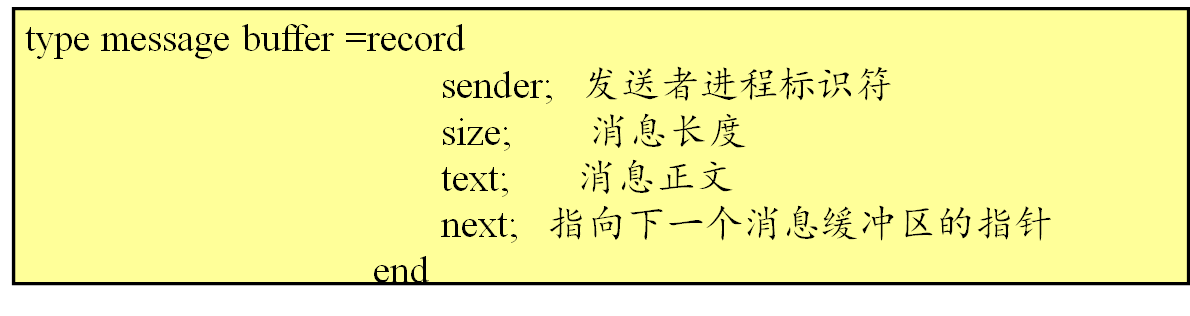 type message buffer =record
sender; 发送者进程标识符
size; 消息长度
text; 消息正文
next; 指向下一个消息缓冲区的指针
end